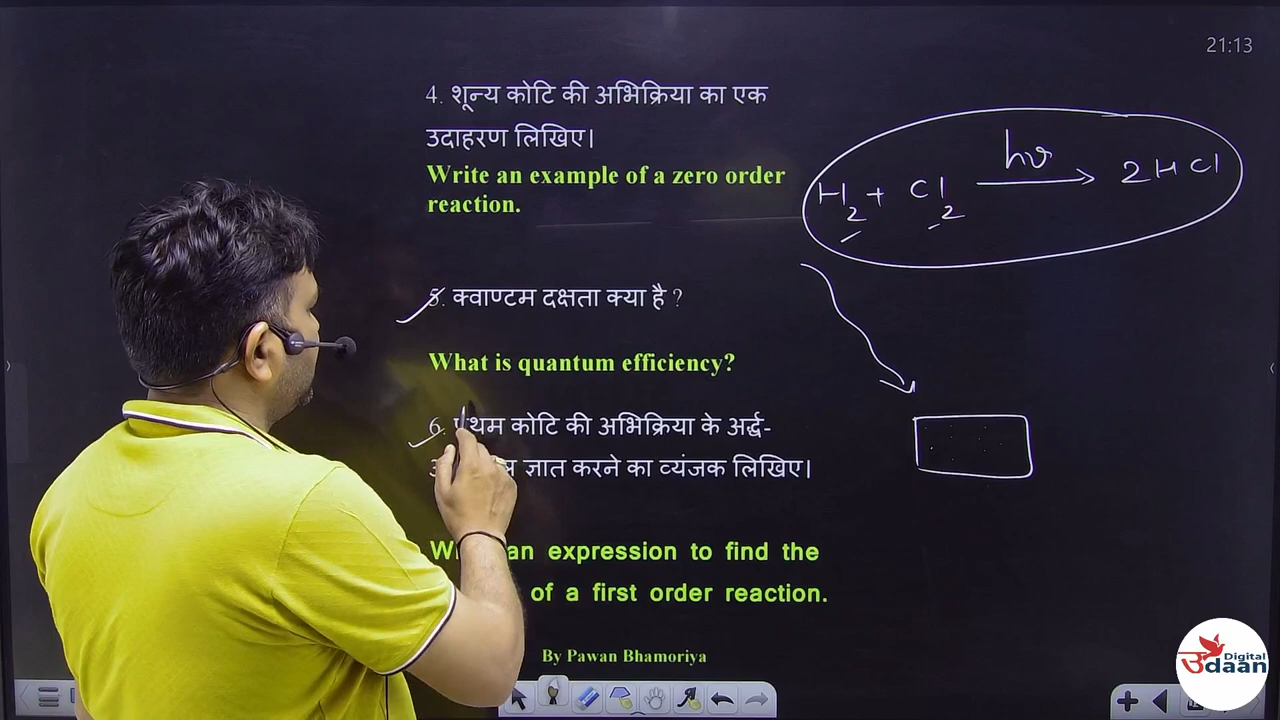 21:13
4. शून्य कोटि की अभिक्रिया का एक
उदाहरण लिखिए।
Write an example of a zero order
reaction.
H2 + Cl2 hν → 2HCl
5. क्वाण्टम दक्षता क्या है ?
What is quantum efficiency?
6. कोटि की अभिक्रिया के अर्द्ध-
ज्ञात करने का व्यंजक लिखिए।
an expression to find the
of a first order reaction.
By Pawan Bhamoriya
Digital
उdaan